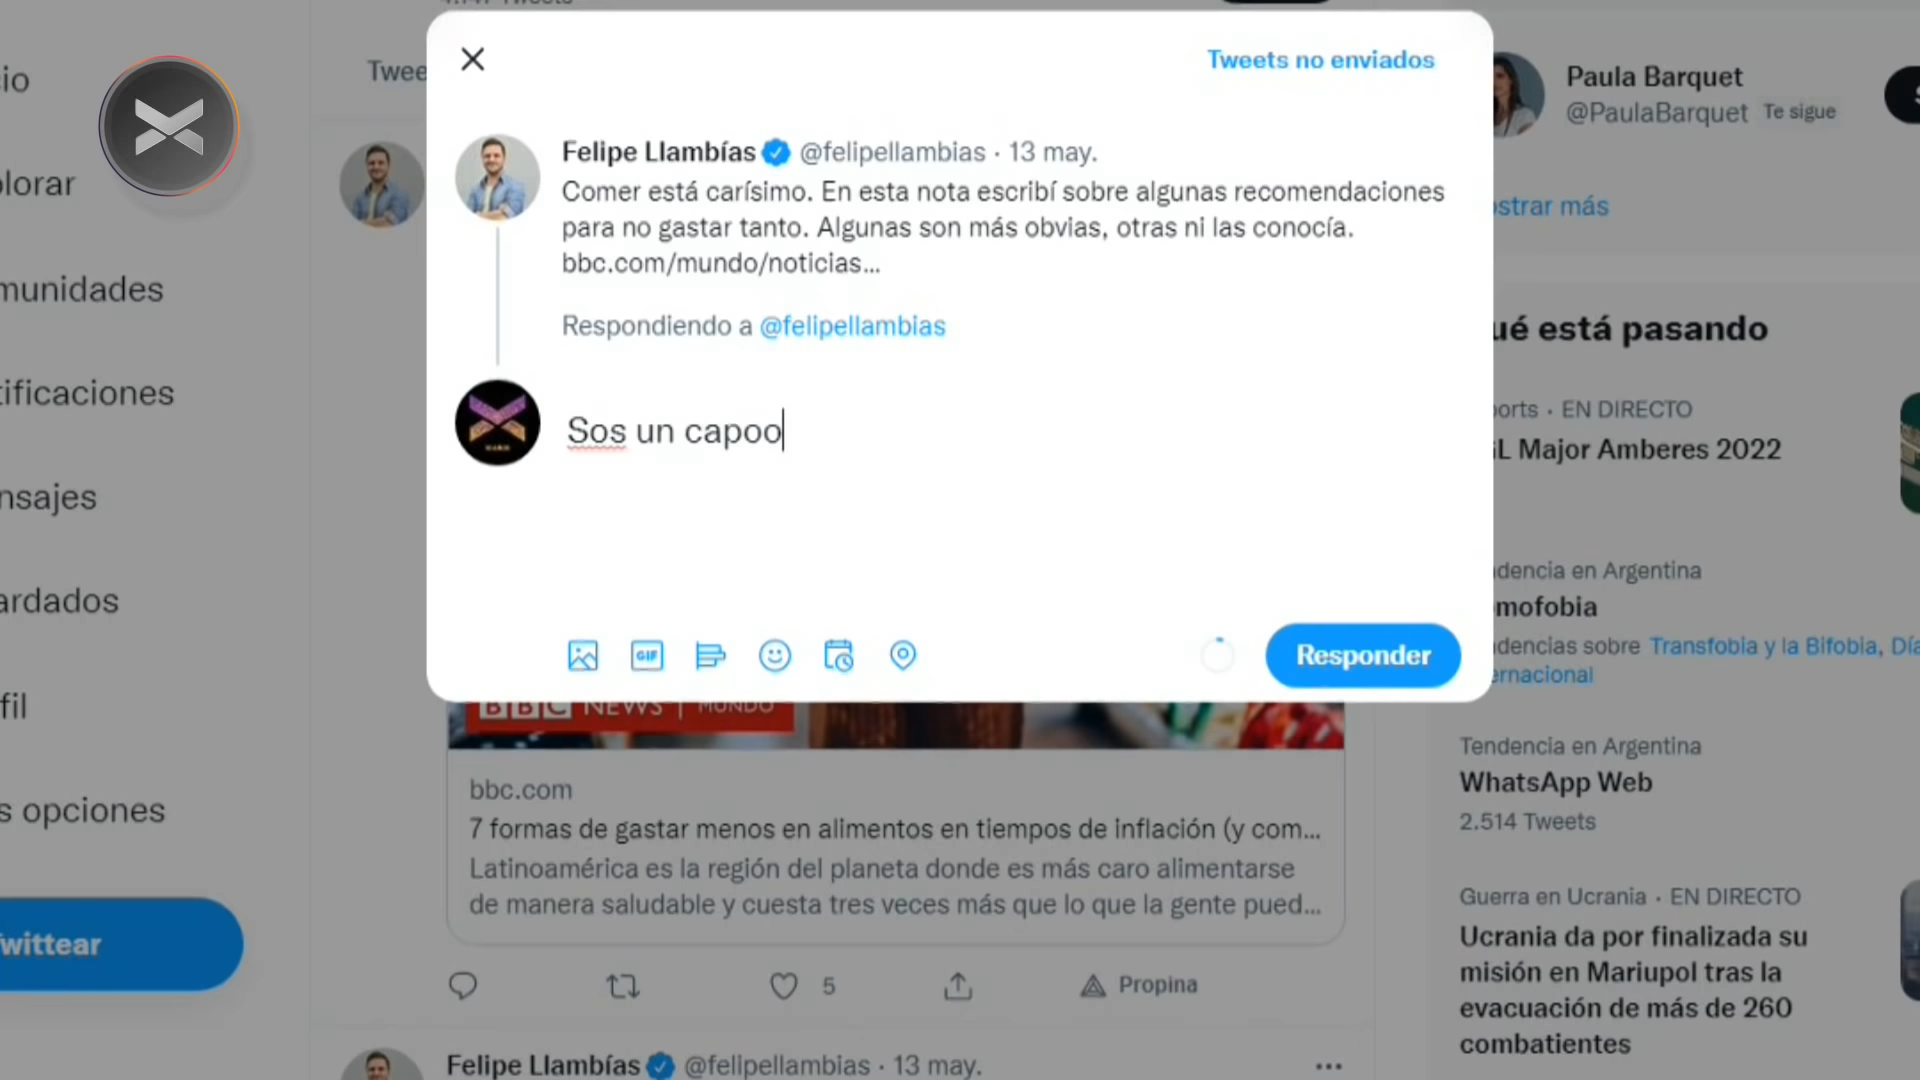 Tweets no enviados
Felipe Llambías @felipellambias · 13 may.
Comer está carísimo. En esta nota escribí sobre algunas recomendaciones
para no gastar tanto. Algunas son más obvias, otras ni las conocía.
bbc.com/mundo/noticias...
Respondiendo a @felipellambias
Sos un capoo
GIF
Responder
Twee
io
lorar
munidades
tificaciones
nsajes
ardados
fil
s opciones
wittear
BBC NEWS | MUNDO
bbc.com
7 formas de gastar menos en alimentos en tiempos de inflación (y com...
Latinoamérica es la región del planeta donde es más caro alimentarse
de manera saludable y cuesta tres veces más que lo que la gente pued...
5
Propina
Felipe Llambías @felipellambias · 13 may.
Paula Barquet
@PaulaBarquet Te sigue
ostrar más
ué está pasando
orts · EN DIRECTO
L Major Amberes 2022
dencia en Argentina
mofobia
dencias sobre Transfobia y la Bifobia, Día
ernacional
Tendencia en Argentina
WhatsApp Web
2.514 Tweets
Guerra en Ucrania · EN DIRECTO
Ucrania da por finalizada su
misión en Mariupol tras la
evacuación de más de 260
combatientes